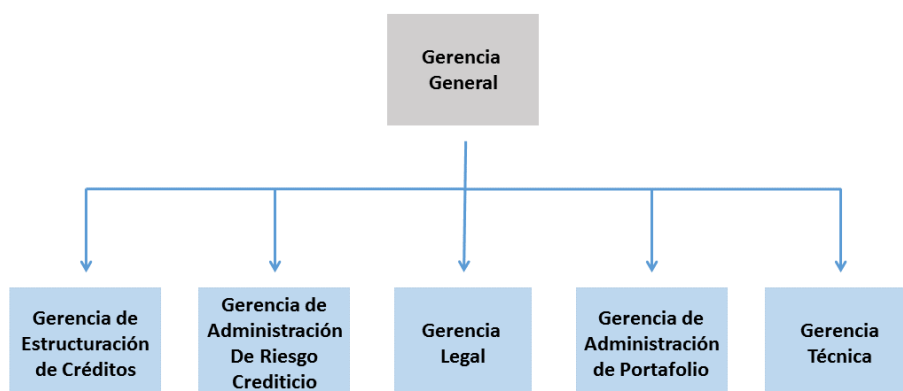 Gerencia
General
Gerencia de
Estructuración
de Créditos
Gerencia de
Administración
De Riesgo
Crediticio
Gerencia
Legal
Gerencia de
Administración
de Portafolio
Gerencia
Técnica